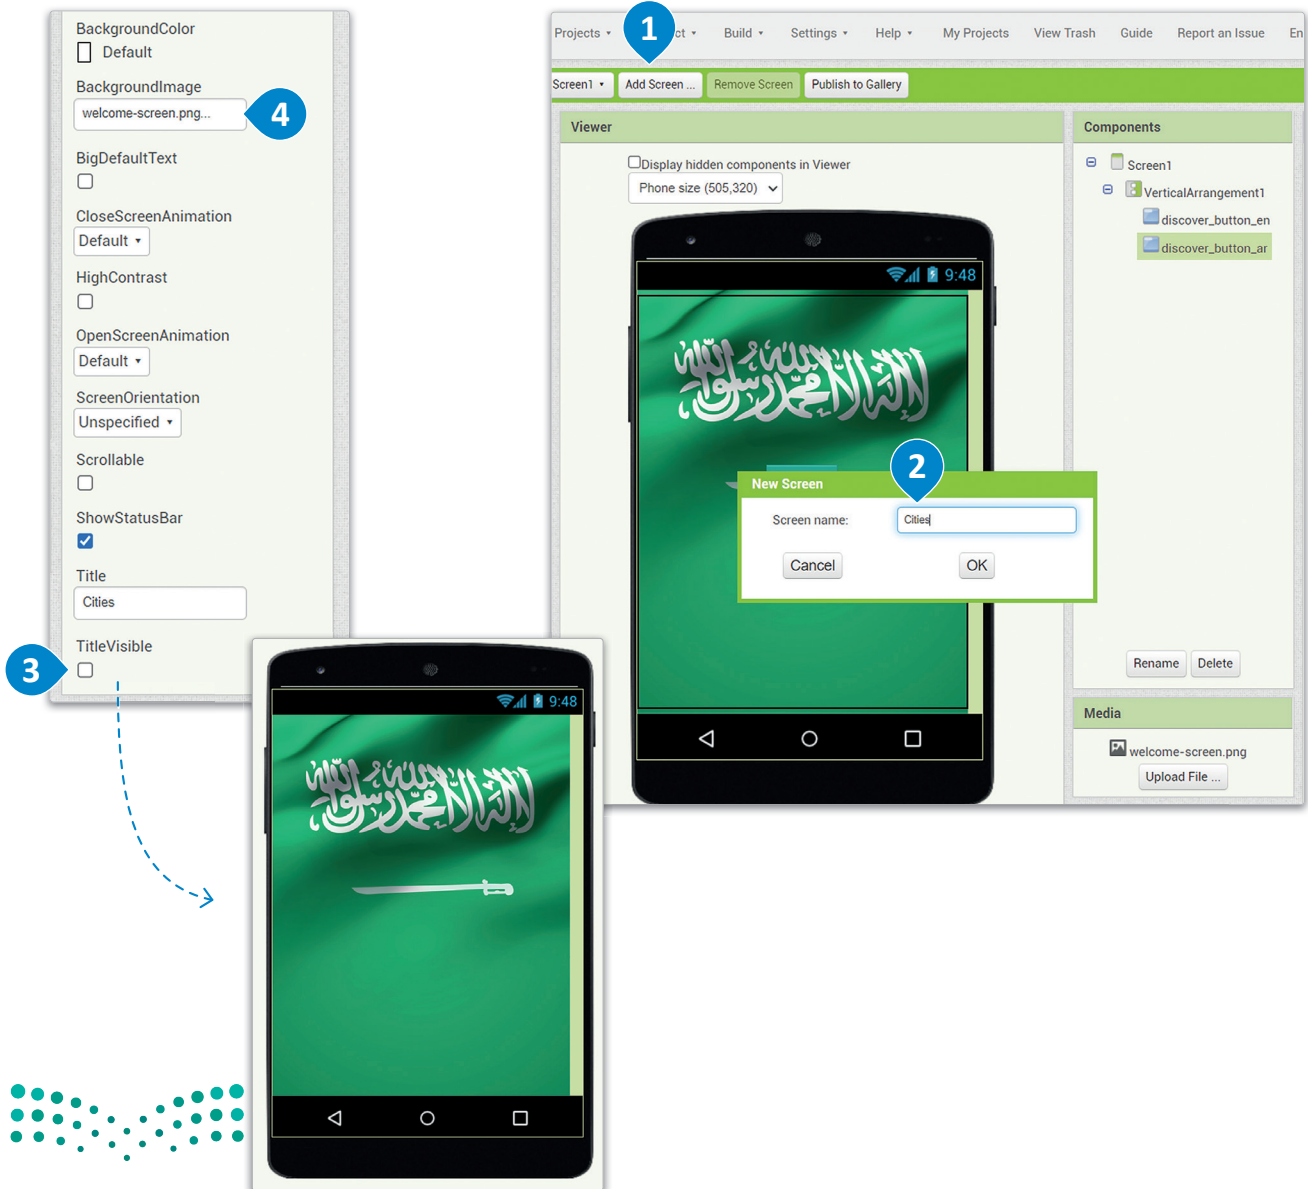 BackgroundColor
Default
BackgroundImage
welcome-screen.png...
4
BigDefaultText
CloseScreenAnimation
Default
HighContrast
OpenScreenAnimation
Default
ScreenOrientation
Unspecified
Scrollable
ShowStatusBar
Title
Cities
TitleVisible
3
1
Projects
ct
Build
Settings
Help
My Projects
View Trash
Guide
Report an Issue
En
Screen1
Add Screen ...
Remove Screen
Publish to Gallery
Viewer
Display hidden components in Viewer
Phone size (505,320)
9:48
لا إله إلا الله محمد رسول الله
2
New Screen
Screen name:
Cities
Cancel
OK
Components
Screen1
VerticalArrangement1
discover_button_en
discover_button_ar
Rename
Delete
Media
welcome-screen.png
Upload File ...
9:48
لا إله إلا الله محمد رسول الله